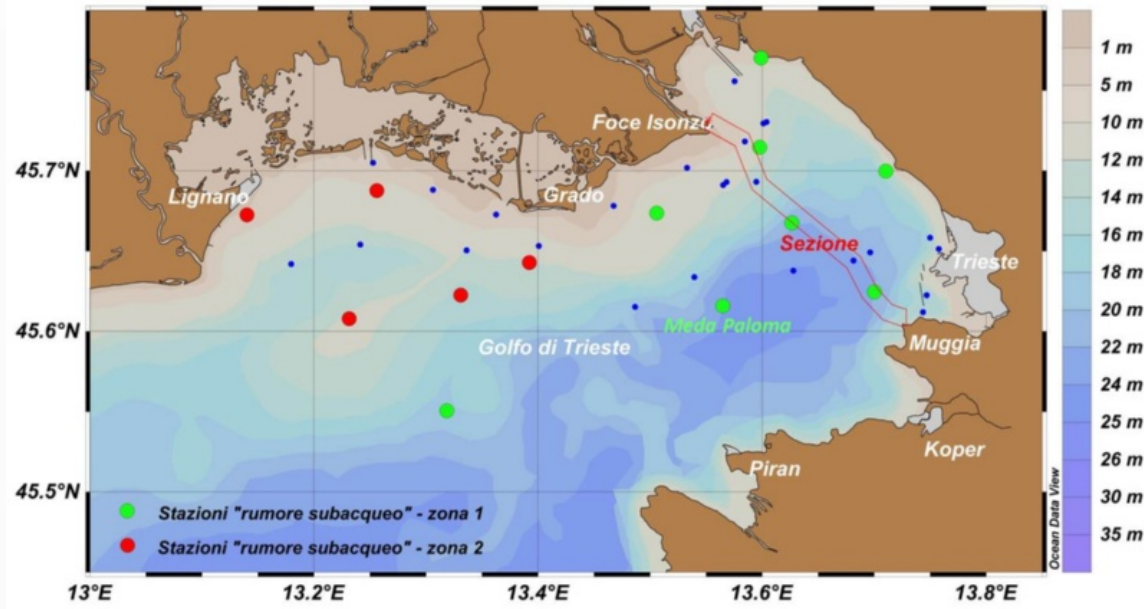 Foce Isonzo
45.7°N
Lignano
Grado
Sezione
Trieste
Meda Paloma
45.6°N
Golfo di Trieste
Muggia
Koper
Piran
45.5°N
Stazioni "rumore subacqueo" - zona 1
Stazioni "rumore subacqueo" - zona 2
13°E
13.2°E
13.4°E
13.6°E
13.8°E
Ocean Data View
1 m
5 m
10 m
12 m
14 m
16 m
18 m
20 m
22 m
24 m
25 m
26 m
30 m
35 m